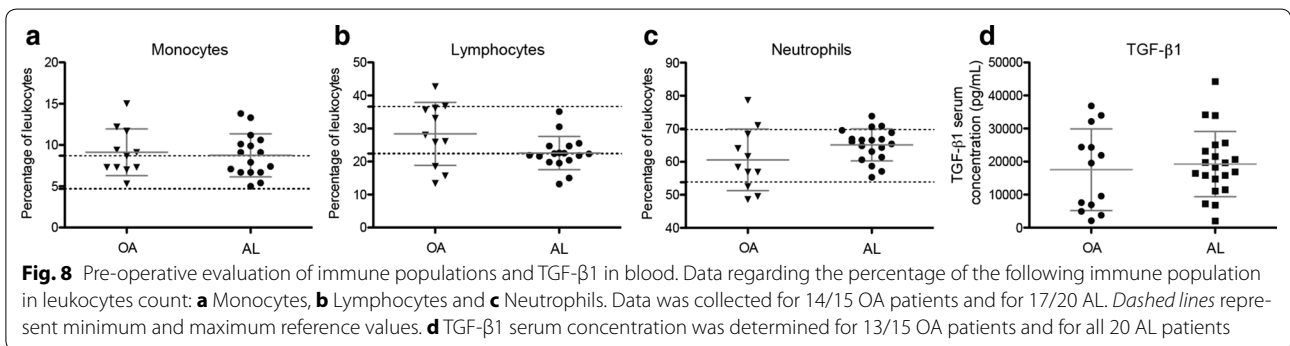 a
Monocytes
Percentage of leukocytes
20
15
10
5
0
OA
AL
b
Lymphocytes
Percentage of leukocytes
50
40
30
20
10
0
OA
AL
c
Neutrophils
Percentage of leukocytes
90
80
70
60
50
40
OA
AL
d
TGF-β1
TGF-β1 serum
concentration (pg/mL)
50000
40000
30000
20000
10000
0
OA
AL
Fig. 8 Pre-operative evaluation of immune populations and TGF-β1 in blood. Data regarding the percentage of the following immune population
in leukocytes count: a Monocytes, b Lymphocytes and c Neutrophils. Data was collected for 14/15 OA patients and for 17/20 AL. Dashed lines repre-
sent minimum and maximum reference values. d TGF-β1 serum concentration was determined for 13/15 OA patients and for all 20 AL patients